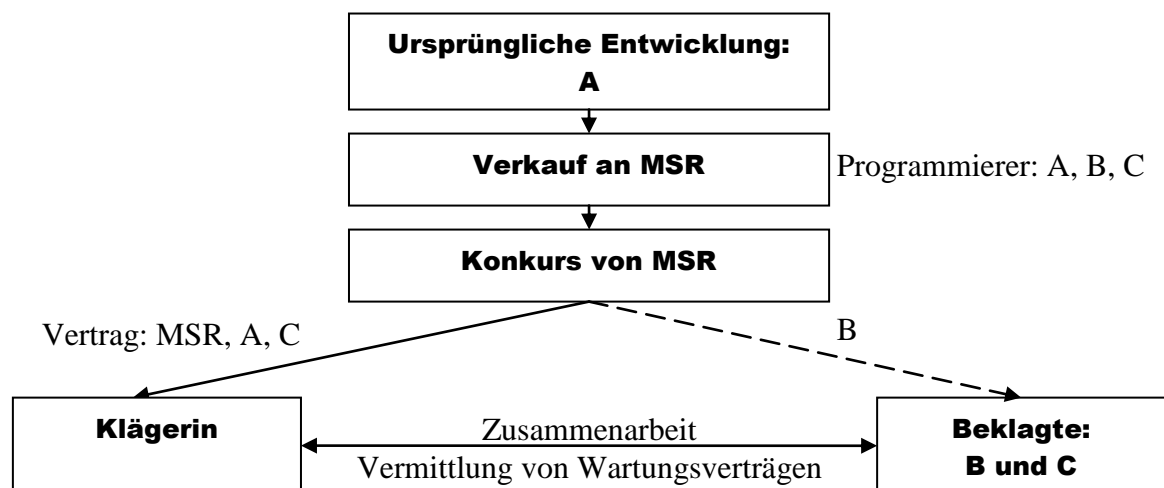 Ursprüngliche Entwicklung:
A
Verkauf an MSR
Programmierer: A, B, C
Konkurs von MSR
Vertrag: MSR, A, C
B
Klägerin
Zusammenarbeit
Vermittlung von Wartungsverträgen
Beklagte:
B und C